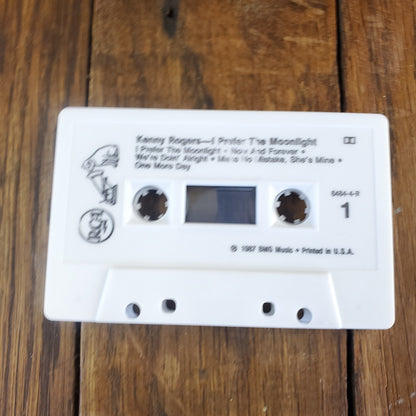 Kenny Rogers—I Prefer The Moonlight
I Prefer The Moonlight • Now And Forever •
We're Doin' Alright • Make No Mistake, She's Mine •
One More Day
6484-4-R
1
RCA
℗ 1987 BMG Music • Printed in U.S.A.